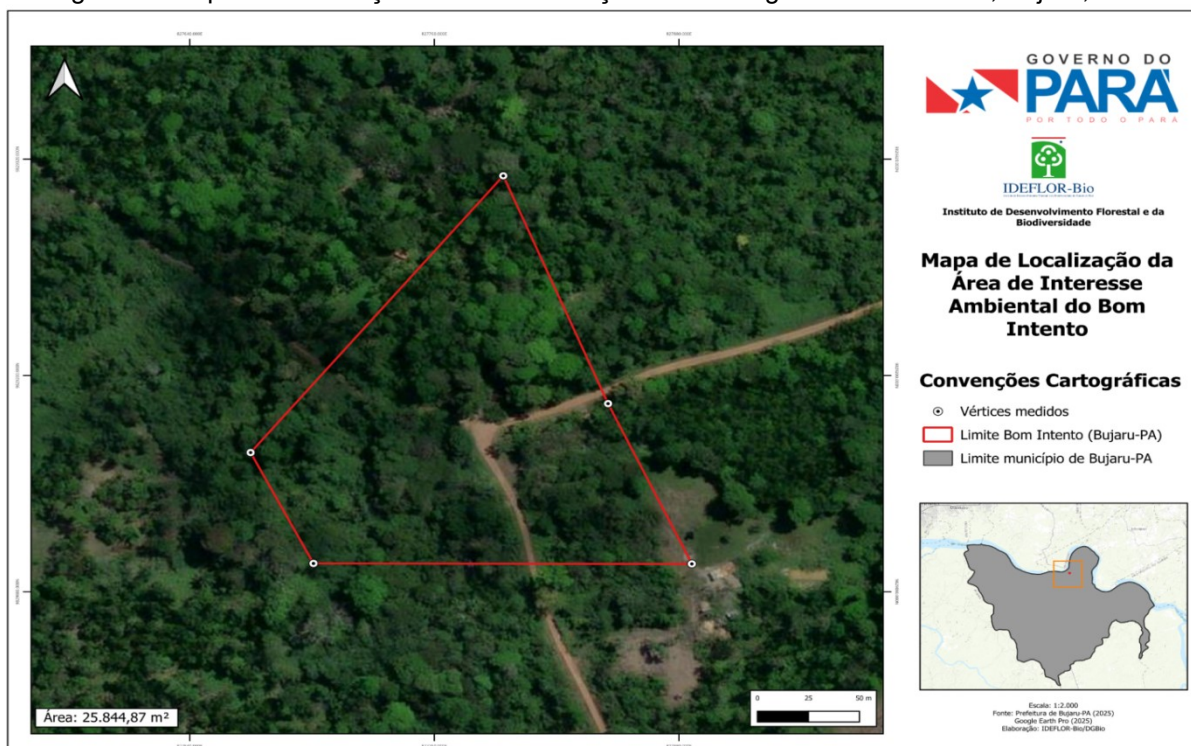 GOVERNO DO
PARÁ
POR TODO O PARÁ
IDEFLOR-Bio
Instituto de Desenvolvimento Florestal e da
Biodiversidade
Mapa de Localização da
Área de Interesse
Ambiental do Bom
Intento
Convenções Cartográficas
Vértices medidos
Limite Bom Intento (Bujaru-PA)
Limite município de Bujaru-PA
0 25 50 m
Área: 25.844,87 m²
Escala: 1:2.000
Fonte: Prefeitura de Bujaru-PA (2025)
Google Earth Pro (2025)
Elaboração: IDEFLOR-Bio/DGBio